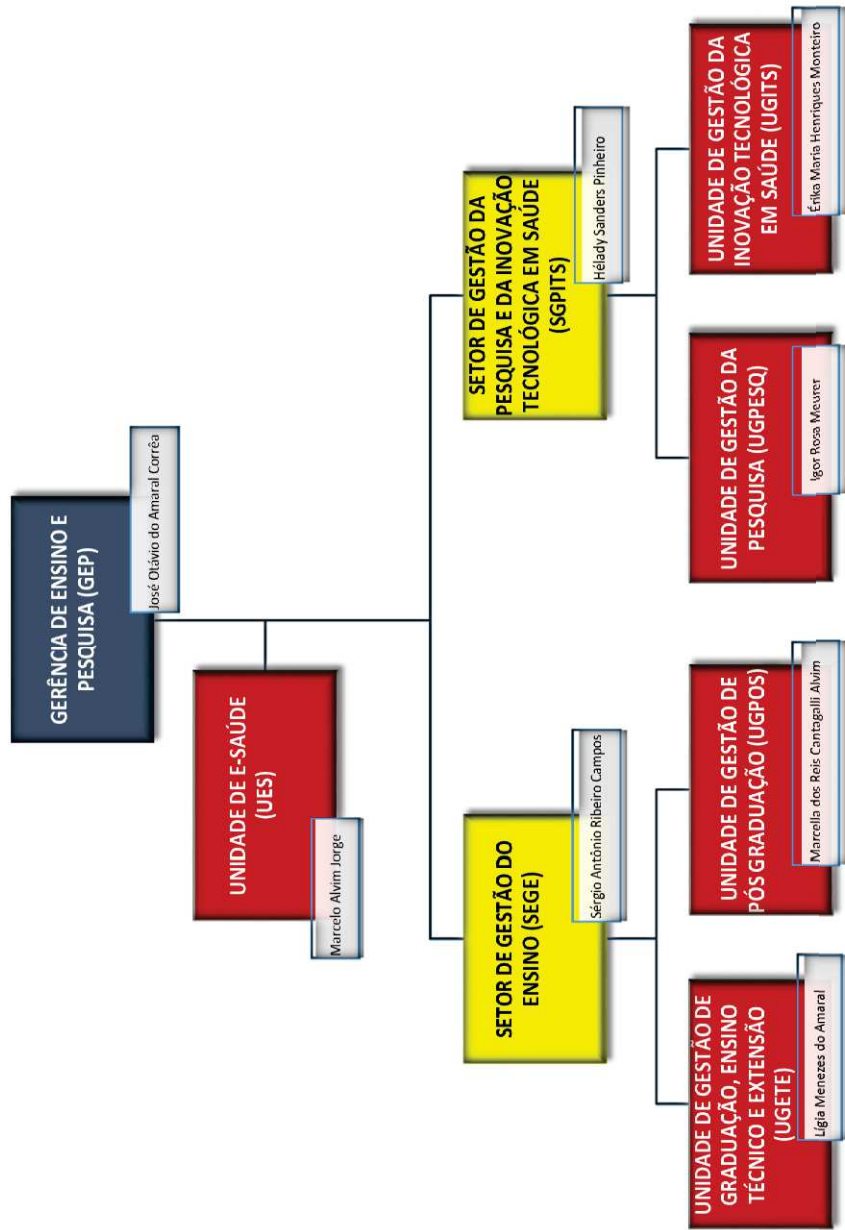 GERÊNCIA DE ENSINO E
PESQUISA (GEP)
José Otávio do Amaral Corrêa
UNIDADE DE E-SAÚDE
(UES)
Marcelo Alvim Jorge
SETOR DE GESTÃO DO
ENSINO (SEGE)
Sérgio Antônio Ribeiro Campos
SETOR DE GESTÃO DA
PESQUISA E DA INOVAÇÃO
TECNOLÓGICA EM SAÚDE
(SGPITS)
Hélady Sanders Pinheiro
UNIDADE DE GESTÃO DE
GRADUAÇÃO, ENSINO
TÉCNICO E EXTENSÃO
(UGETE)
Lígia Menezes do Amaral
UNIDADE DE GESTÃO DE
PÓS GRADUAÇÃO (UGPOS)
Marcella dos Reis Cantagalli Alvim
UNIDADE DE GESTÃO DA
PESQUISA (UGPESQ)
Igor Rosa Meurer
UNIDADE DE GESTÃO DA
INOVAÇÃO TECNOLÓGICA
EM SAÚDE (UGITS)
Érika Maria Henriques Monteiro